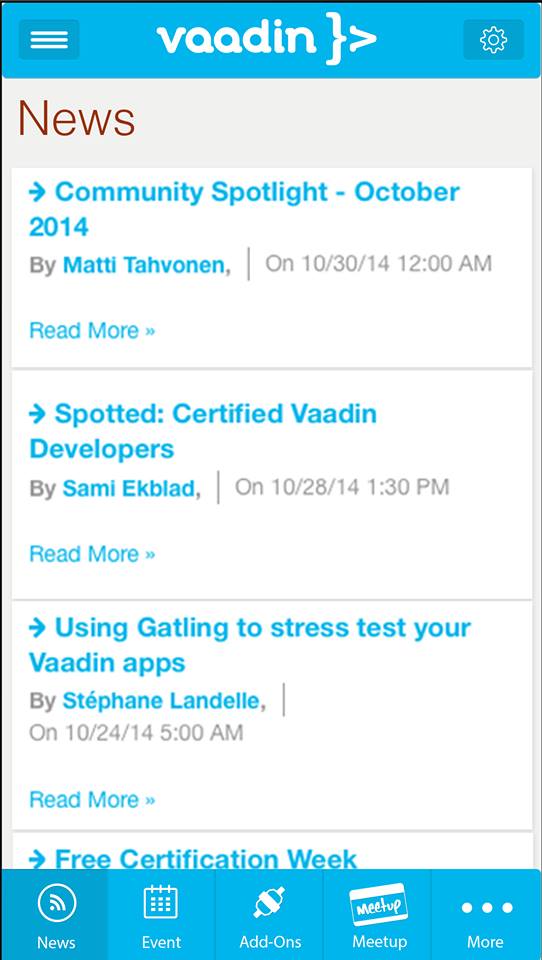 vaadin }>
News
→ Community Spotlight - October
2014
By Matti Tahvonen, | On 10/30/14 12:00 AM
Read More »
→ Spotted: Certified Vaadin
Developers
By Sami Ekblad, | On 10/28/14 1:30 PM
Read More »
→ Using Gatling to stress test your
Vaadin apps
By Stéphane Landelle, |
On 10/24/14 5:00 AM
Read More »
→ Free Certification Week
News Event Add-Ons meetup Meetup More